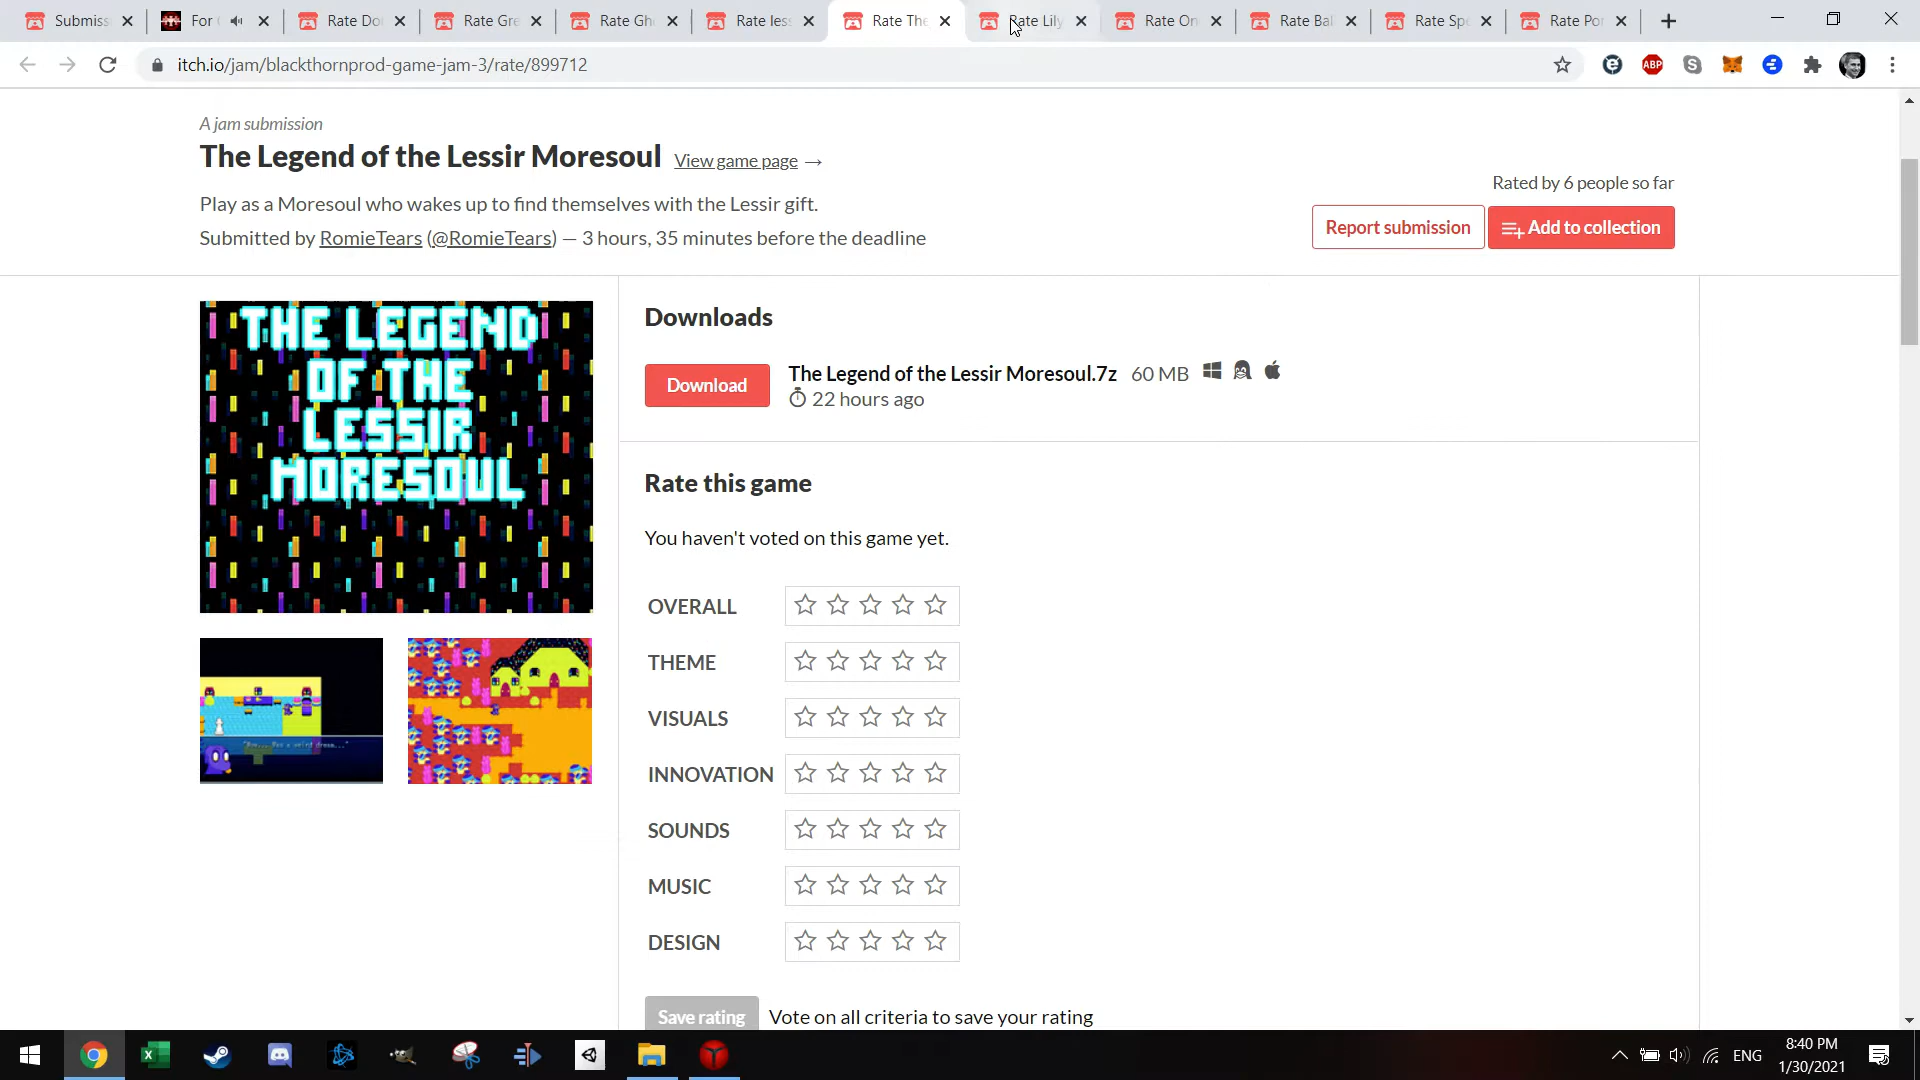 Submiss
For
Rate Do
Rate Gre
Rate Gh
Rate les
Rate The
Rate Lily
Rate On
Rate Bal
Rate Sp
Rate Por
itch.io/jam/blackthornprod-game-jam-3/rate/899712
ABP
A jam submission
The Legend of the Lessir Moresoul View game page →
Play as a Moresoul who wakes up to find themselves with the Lessir gift.
Submitted by RomieTears (@RomieTears) — 3 hours, 35 minutes before the deadline
Rated by 6 people so far
Report submission
Add to collection
THE LEGEND
OF THE
LESSIR
MORESOUL
Downloads
Download
The Legend of the Lessir Moresoul.7z 60 MB
22 hours ago
Rate this game
You haven't voted on this game yet.
OVERALL
THEME
VISUALS
INNOVATION
SOUNDS
MUSIC
DESIGN
Save rating Vote on all criteria to save your rating
ENG
8:40 PM
1/30/2021